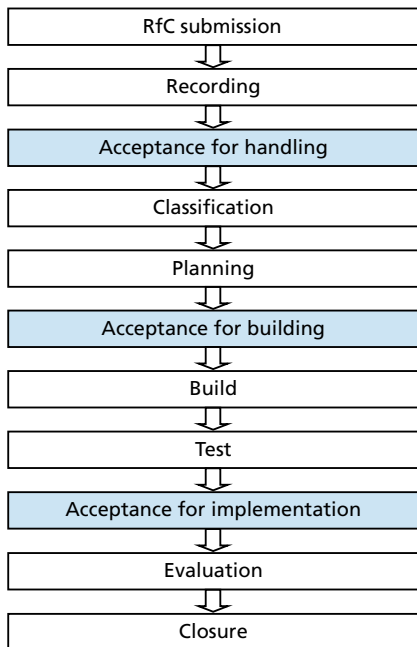 RfC submission
Recording
Acceptance for handling
Classification
Planning
Acceptance for building
Build
Test
Acceptance for implementation
Evaluation
Closure